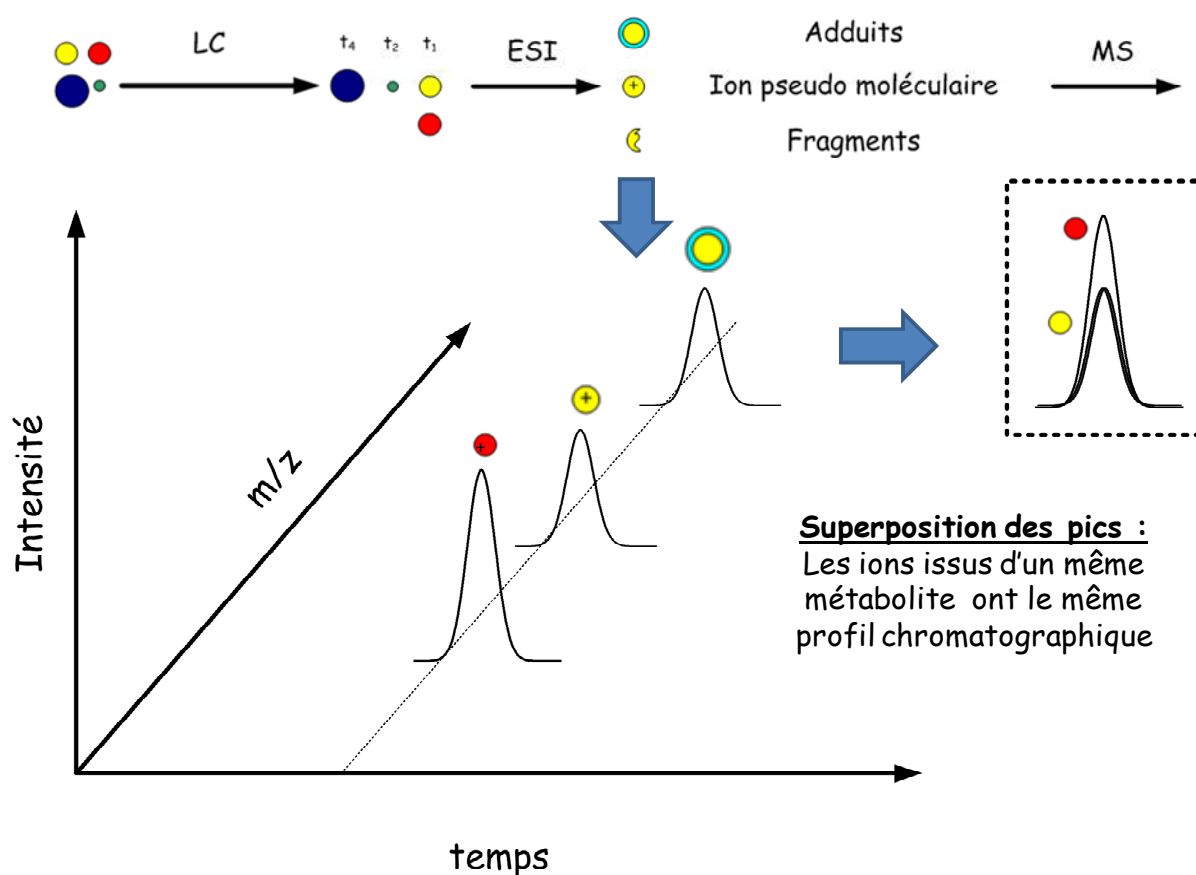 LC
t4
t2
t1
ESI
Adduits
Ion pseudo moléculaire
Fragments
MS
+
+
+
Intensité
m/z
Superposition des pics :
Les ions issus d'un même
métabolite ont le même
profil chromatographique
temps